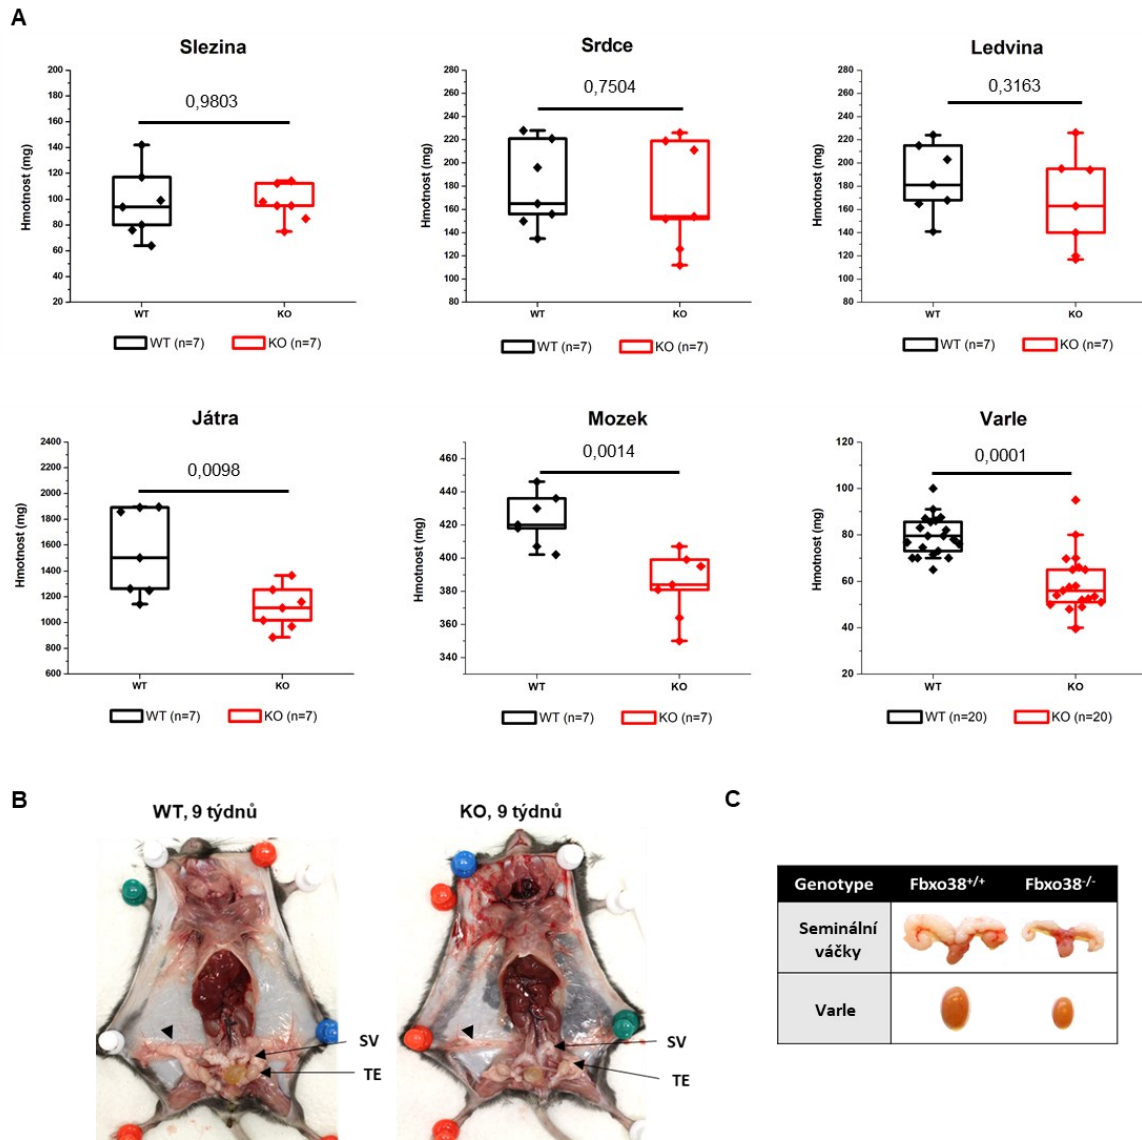 A
Slezina
0,9803
Hmotnost (mg)
200
180
160
140
120
100
80
60
40
20
WT
KO
WT (n=7)
KO (n=7)
Srdce
0,7504
Hmotnost (mg)
280
260
240
220
200
180
160
140
120
100
80
WT
KO
WT (n=7)
KO (n=7)
Ledvina
0,3163
Hmotnost (mg)
280
260
240
220
200
180
160
140
120
100
80
WT
KO
WT (n=7)
KO (n=7)
Játra
0,0098
Hmotnost (mg)
2400
2200
2000
1800
1600
1400
1200
1000
800
600
WT
KO
WT (n=7)
KO (n=7)
Mozek
0,0014
Hmotnost (mg)
460
440
420
400
380
360
340
WT
KO
WT (n=7)
KO (n=7)
Varle
0,0001
Hmotnost (mg)
120
100
80
60
40
20
WT
KO
WT (n=20)
KO (n=20)
B
WT, 9 týdnů
KO, 9 týdnů
SV
TE
SV
TE
C
Genotype Fbxo38+/+ Fbxo38-/-
Seminální
váčky
Varle